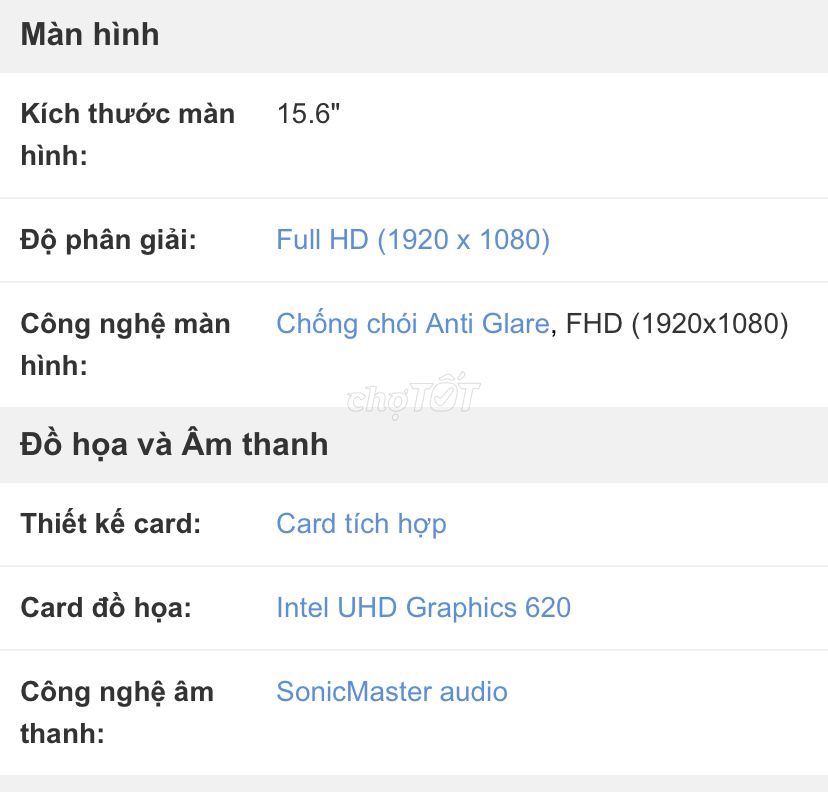 Màn hình
Kích thước màn 15.6"
hình:
Độ phân giải: Full HD (1920 x 1080)
Công nghệ màn Chống chói Anti Glare, FHD (1920x1080)
hình:
chợTỐT
Đồ họa và Âm thanh
Thiết kế card: Card tích hợp
Card đồ họa: Intel UHD Graphics 620
Công nghệ âm SonicMaster audio
thanh: